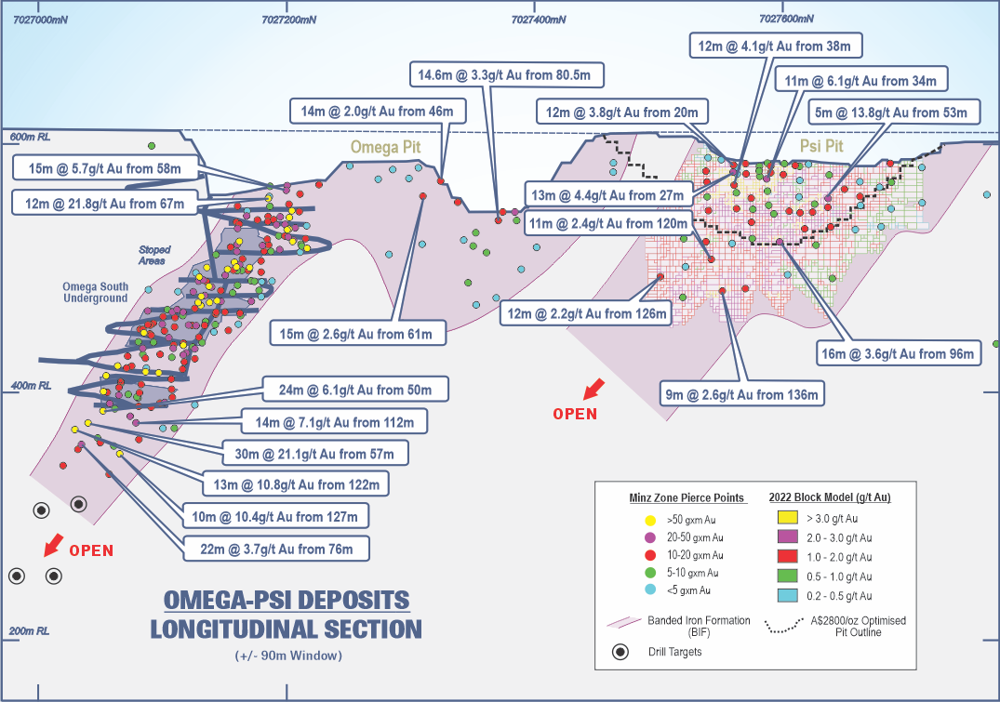 7027000mN
7027200mN
7027400mN
7027600mN
12m @ 4.1g/t Au from 38m
14.6m @ 3.3g/t Au from 80.5m
11m @ 6.1g/t Au from 34m
14m @ 2.0g/t Au from 46m
12m @ 3.8g/t Au from 20m
5m @ 13.8g/t Au from 53m
600m RL
Omega Pit
Psi Pit
15m @ 5.7g/t Au from 58m
12m @ 21.8g/t Au from 67m
13m @ 4.4g/t Au from 27m
11m @ 2.4g/t Au from 120m
Stoped
Areas
Omega South
Underground
12m @ 2.2g/t Au from 126m
15m @ 2.6g/t Au from 61m
16m @ 3.6g/t Au from 96m
400m RL
24m @ 6.1g/t Au from 50m
9m @ 2.6g/t Au from 136m
OPEN
14m @ 7.1g/t Au from 112m
30m @ 21.1g/t Au from 57m
13m @ 10.8g/t Au from 122m
10m @ 10.4g/t Au from 127m
22m @ 3.7g/t Au from 76m
OPEN
OMEGA-PSI DEPOSITS
LONGITUDINAL SECTION
(+/- 90m Window)
200m RL
Minz Zone Pierce Points
>50 gxm Au
20-50 gxm Au
10-20 gxm Au
5-10 gxm Au
<5 gxm Au
2022 Block Model (g/t Au)
> 3.0 g/t Au
2.0 - 3.0 g/t Au
1.0 - 2.0 g/t Au
0.5 - 1.0 g/t Au
0.2 - 0.5 g/t Au
Banded Iron Formation
(BIF)
A$2800/oz Optimised
Pit Outline
Drill Targets